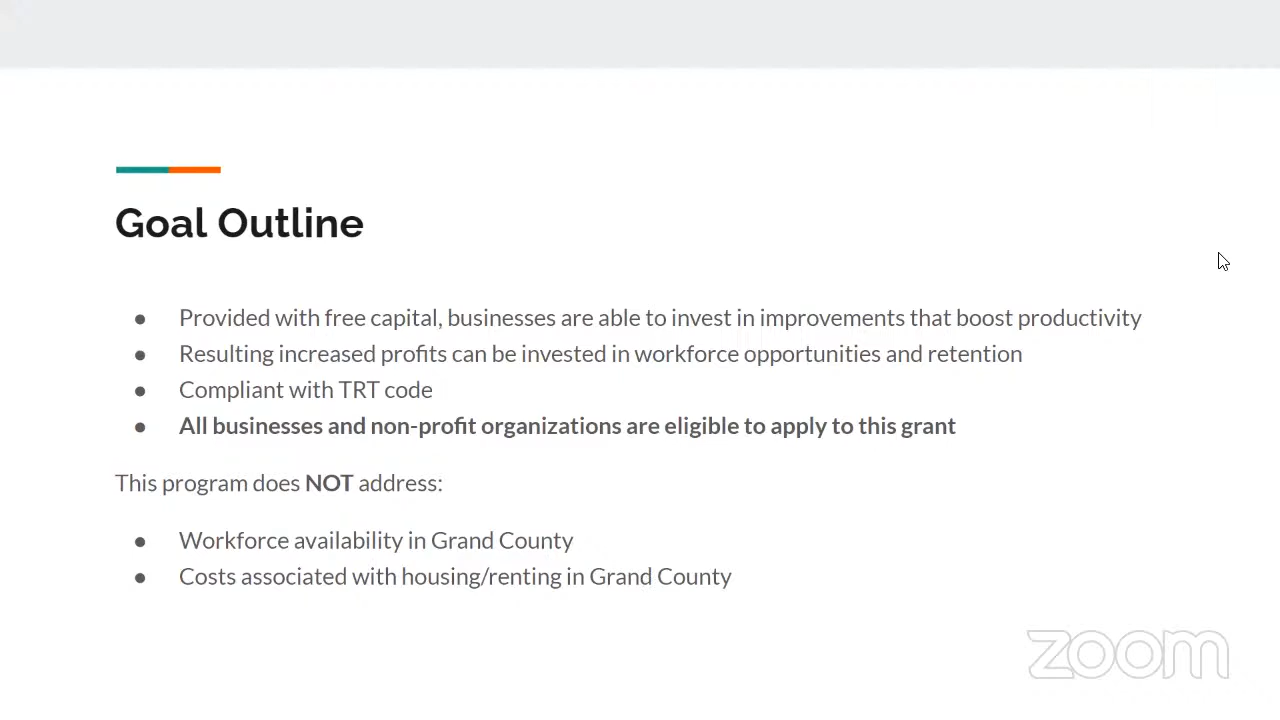 Goal Outline
● Provided with free capital, businesses are able to invest in improvements that boost productivity
● Resulting increased profits can be invested in workforce opportunities and retention
● Compliant with TRT code
● All businesses and non-profit organizations are eligible to apply to this grant
This program does NOT address:
● Workforce availability in Grand County
● Costs associated with housing/renting in Grand County
zoom